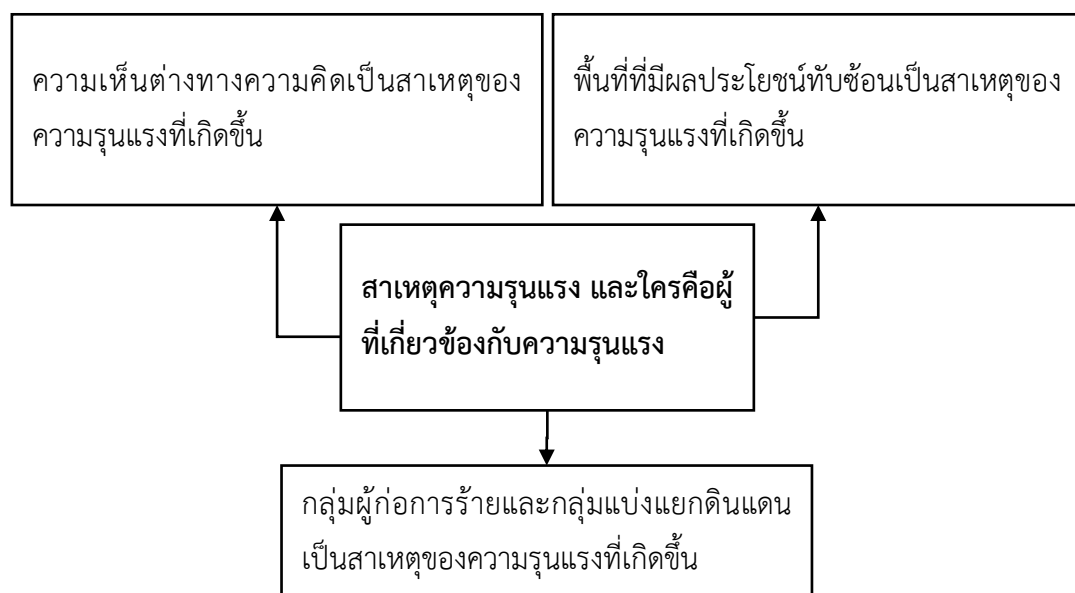 ความเห็นต่างทางความคิดเป็นสาเหตุของ
ความรุนแรงที่เกิดขึ้น
พื้นที่ที่มีผลประโยชน์ทับซ้อนเป็นสาเหตุของ
ความรุนแรงที่เกิดขึ้น
สาเหตุความรุนแรง และใครคือผู้
ที่เกี่ยวข้องกับความรุนแรง
กลุ่มผู้ก่อการร้ายและกลุ่มแบ่งแยกดินแดน
เป็นสาเหตุของความรุนแรงที่เกิดขึ้น